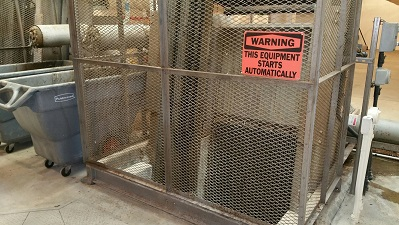 WARNING
THIS EQUIPMENT
STARTS
AUTOMATICALLY